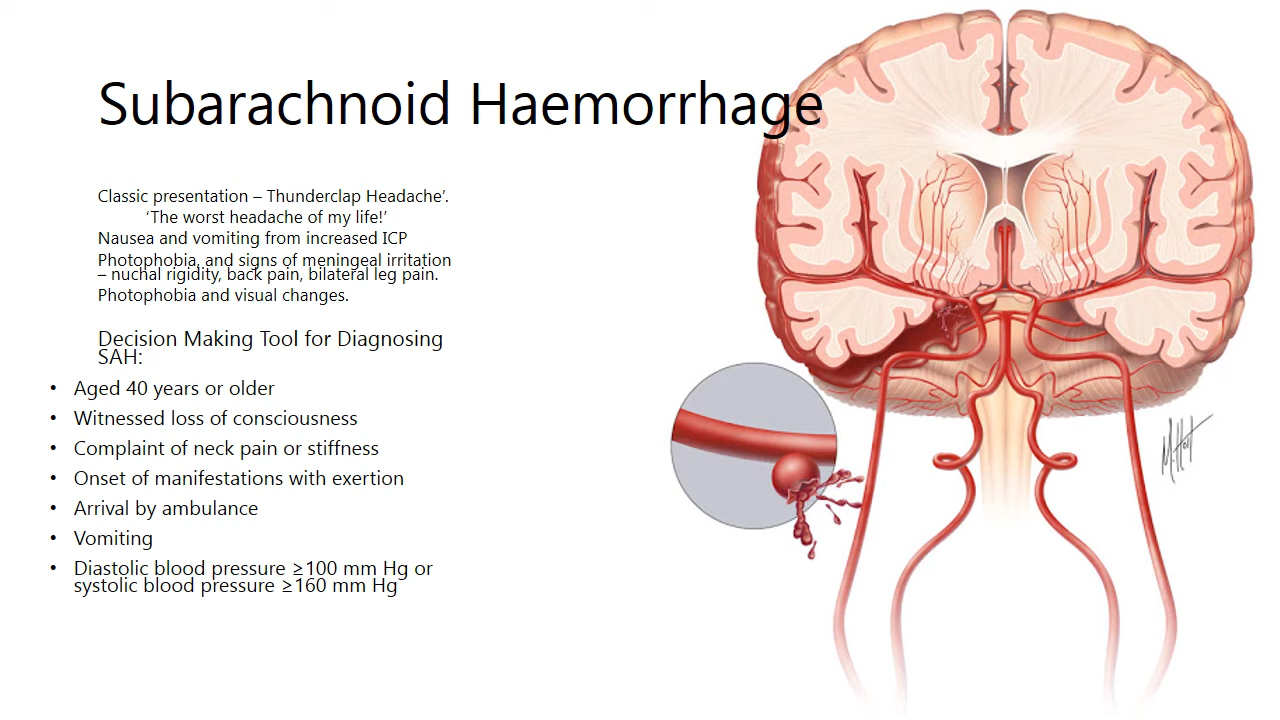 Subarachnoid Haemorrhage
Classic presentation – Thunderclap Headache’.
‘The worst headache of my life!’
Nausea and vomiting from increased ICP
Photophobia, and signs of meningeal irritation
– nuchal rigidity, back pain, bilateral leg pain.
Photophobia and visual changes.
Decision Making Tool for Diagnosing
SAH:
• Aged 40 years or older
• Witnessed loss of consciousness
• Complaint of neck pain or stiffness
• Onset of manifestations with exertion
• Arrival by ambulance
• Vomiting
• Diastolic blood pressure ≥100 mm Hg or
systolic blood pressure ≥160 mm Hg